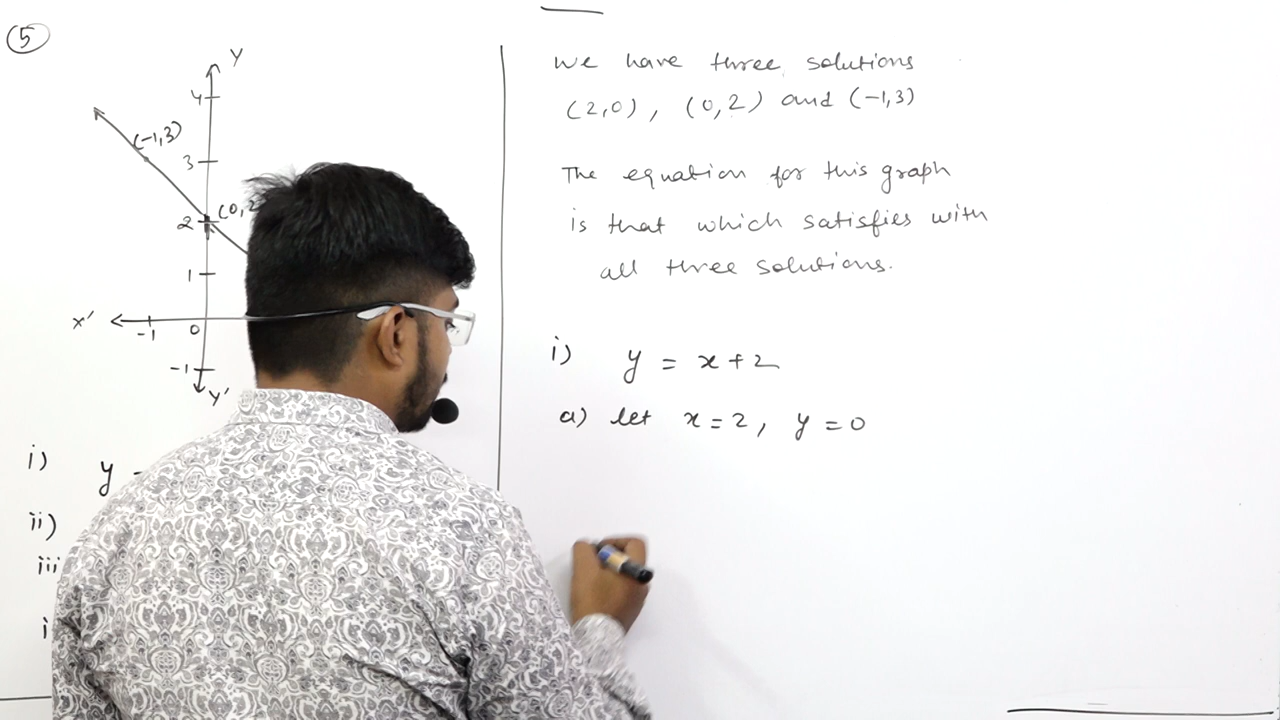 5
Y
4
(-1,3)
3
2
1
X' -1 0
-1
Y'
i) y
ii)
We have three solutions
(2,0), (0,2) and (-1,3)
The equation for this graph
is that which satisfies with
all three solutions.
i) y = x+2
a) let x=2, y=0